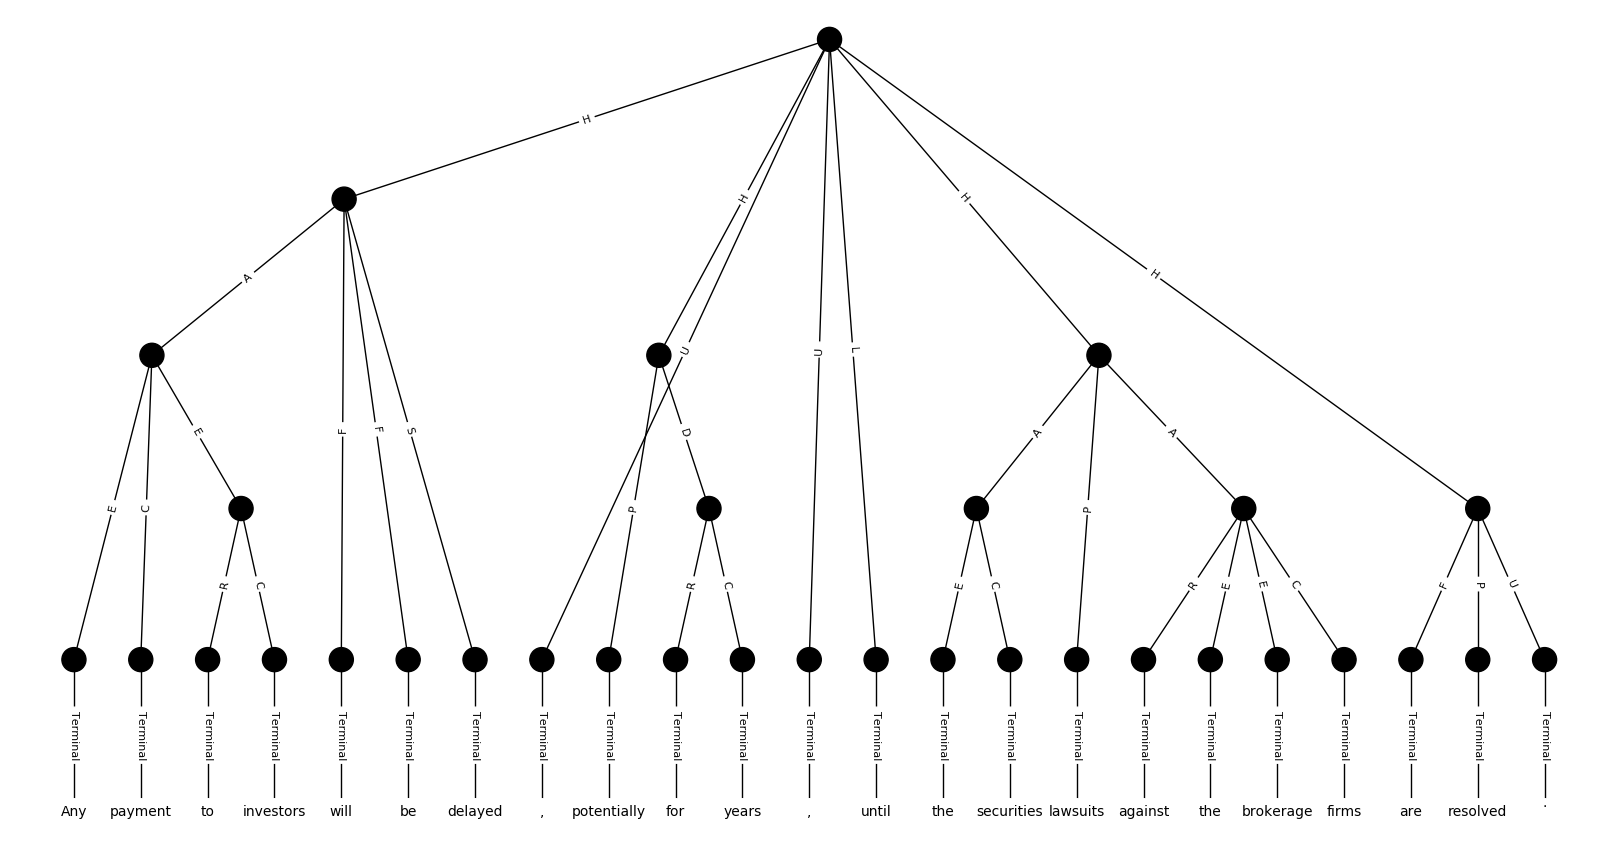 H
H
H
H
A
U
U
L
E
F
F
S
D
A
A
E
C
P
P
R
C
R
C
E
C
R
E
E
C
F
P
U
Terminal Terminal Terminal Terminal Terminal Terminal Terminal Terminal Terminal Terminal Terminal Terminal Terminal Terminal Terminal Terminal Terminal Terminal Terminal Terminal Terminal Terminal Terminal
Any payment to investors will be delayed , potentially for years , until the securities lawsuits against the brokerage firms are resolved .